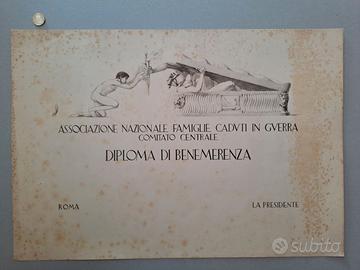 ASSOCIAZIONE NAZIONALE FAMIGLIE CADVTI IN GVERRA
COMITATO CENTRALE
DIPLOMA DI BENEMERENZA
ROMA
LA PRESIDENTE
subito